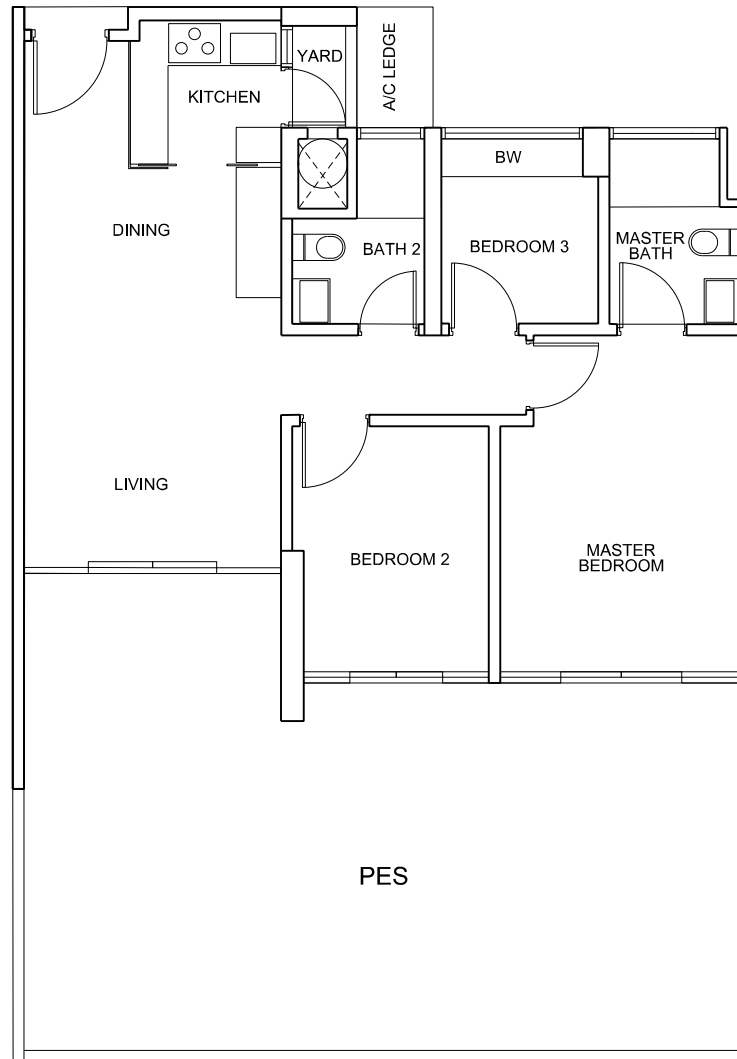 YARD
A/C LEDGE
KITCHEN
BW
DINING
BATH 2
BEDROOM 3
MASTER
BATH
LIVING
BEDROOM 2
MASTER
BEDROOM
PES